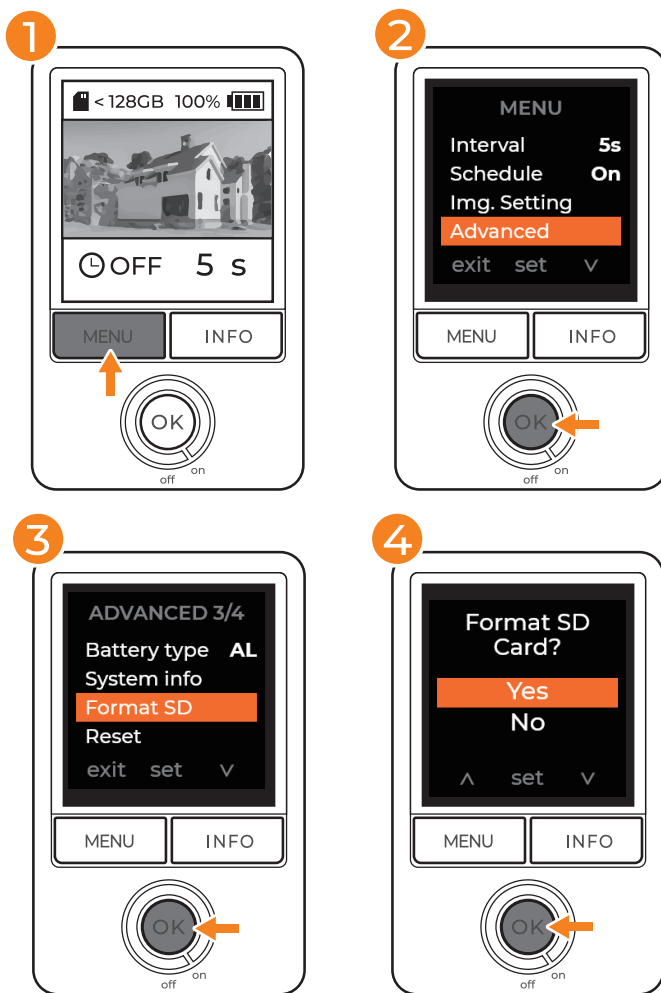 1
< 128GB 100%
OFF 5 s
MENU INFO
OK
off on
2
MENU
Interval 5s
Schedule On
Img. Setting
Advanced
exit set ∨
MENU INFO
OK
off on
3
ADVANCED 3/4
Battery type AL
System info
Format SD
Reset
exit set ∨
MENU INFO
OK
off on
4
Format SD
Card?
Yes
No
∧ set ∨
MENU INFO
OK
off on